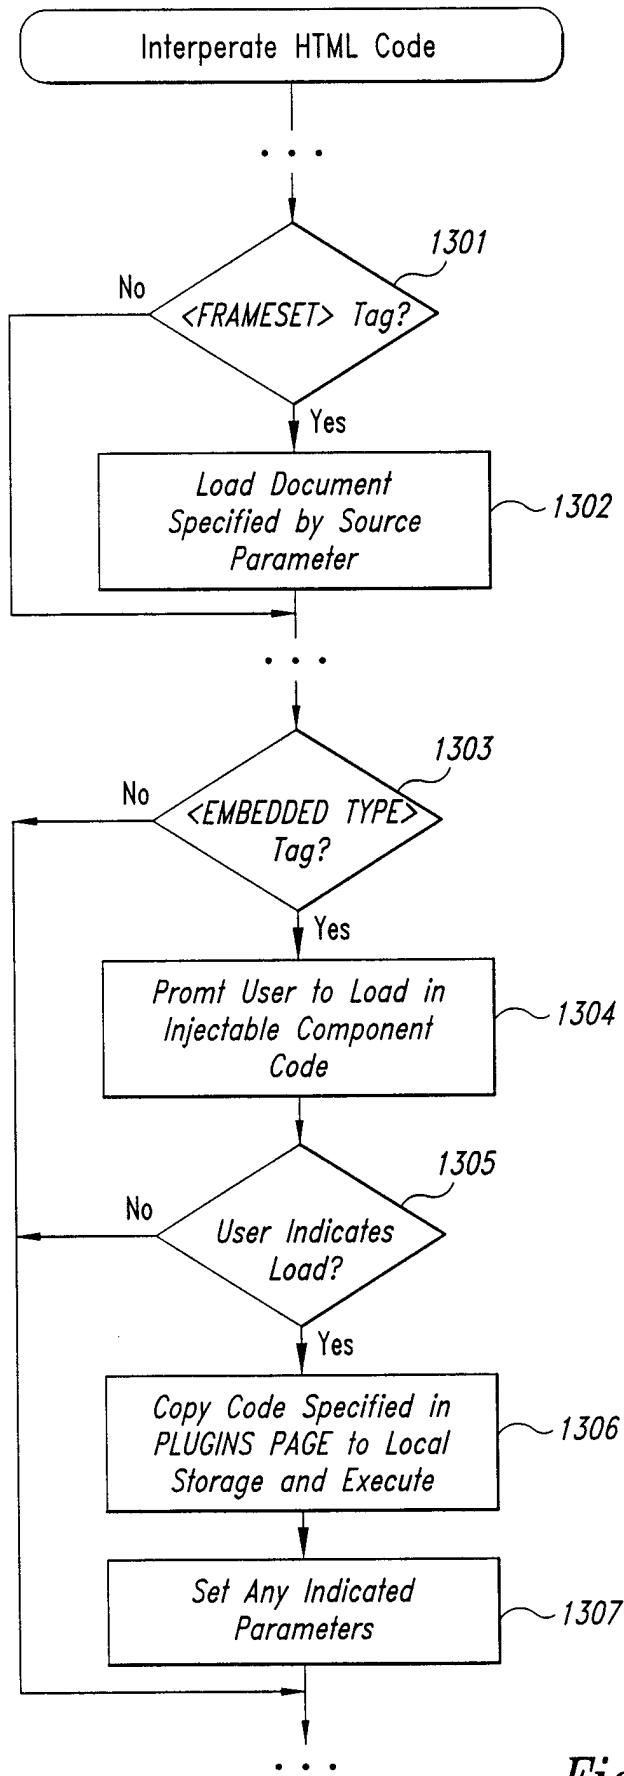 Interperate HTML Code
. . .
1301
No
<FRAMESET> Tag?
Yes
Load Document
Specified by Source
Parameter
1302
. . .
1303
No
<EMBEDDED TYPE>
Tag?
Yes
Promt User to Load in
Injectable Component
Code
1304
1305
No
User Indicates
Load?
Yes
Copy Code Specified in
PLUGINS PAGE to Local
Storage and Execute
1306
Set Any Indicated
Parameters
1307
. . .